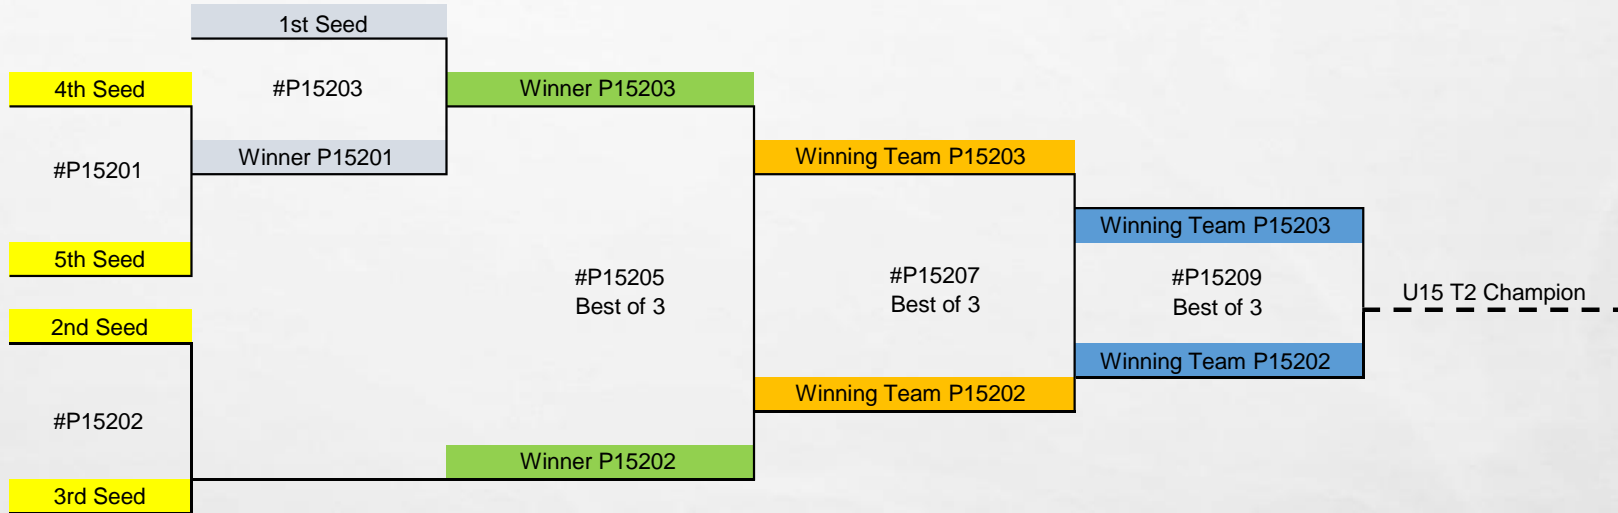 1st Seed
4th Seed
#P15203
Winner P15203
Winner P15201
Winning Team P15203
#P15201
Winning Team P15203
5th Seed
#P15205
Best of 3
#P15207
Best of 3
#P15209
Best of 3
U15 T2 Champion
2nd Seed
Winning Team P15202
Winning Team P15202
#P15202
Winner P15202
3rd Seed